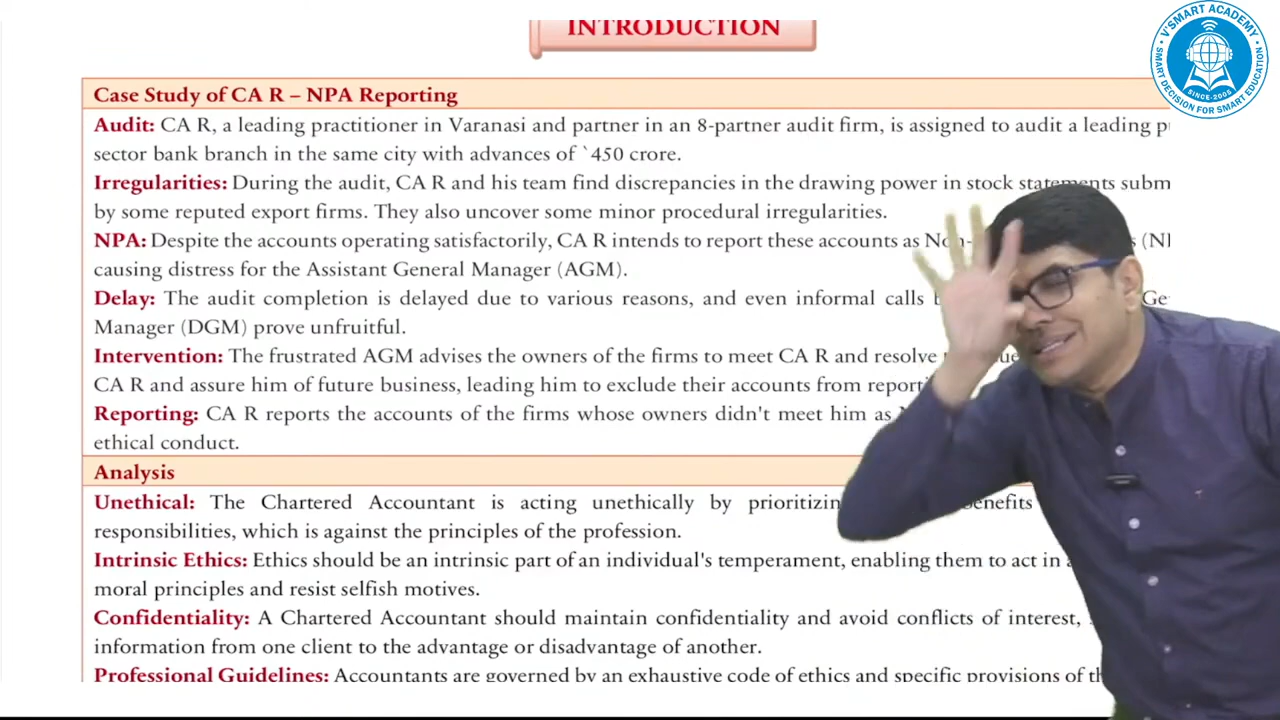 INTRODUCTION
V'SMART ACADEMY
SMART DECISION FOR SMART EDUCATION
SINCE-2005
Case Study of CA R – NPA Reporting
Audit: CA R, a leading practitioner in Varanasi and partner in an 8-partner audit firm, is assigned to audit a leading
sector bank branch in the same city with advances of `450 crore.
Irregularities: During the audit, CA R and his team find discrepancies in the drawing power in stock statements
by some reputed export firms. They also uncover some minor procedural irregularities.
NPA: Despite the accounts operating satisfactorily, CA R intends to report these accounts as
causing distress for the Assistant General Manager (AGM).
Delay: The audit completion is delayed due to various reasons, and even informal calls
Manager (DGM) prove unfruitful.
Intervention: The frustrated AGM advises the owners of the firms to meet CA R and resolve
CA R and assure him of future business, leading him to exclude their accounts from
Reporting: CA R reports the accounts of the firms whose owners didn't meet him as
ethical conduct.
Analysis
Unethical: The Chartered Accountant is acting unethically by
responsibilities, which is against the principles of the profession.
Intrinsic Ethics: Ethics should be an intrinsic part of an individual's temperament, enabling them to act in
moral principles and resist selfish motives.
Confidentiality: A Chartered Accountant should maintain confidentiality and avoid conflicts of interest,
information from one client to the advantage or disadvantage of another.
Professional Guidelines: Accountants are governed by an exhaustive code of ethics and specific provisions of